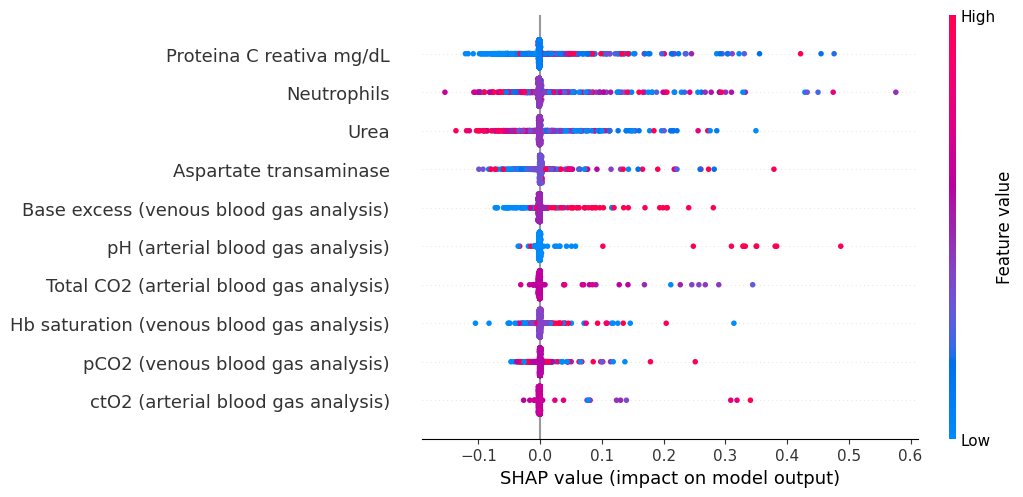 High
Proteina C reativa mg/dL
Neutrophils
Urea
Aspartate transaminase
Base excess (venous blood gas analysis)
pH (arterial blood gas analysis)
Total CO2 (arterial blood gas analysis)
Hb saturation (venous blood gas analysis)
pCO2 (venous blood gas analysis)
ctO2 (arterial blood gas analysis)
Feature value
Low
−0.1 0.0 0.1 0.2 0.3 0.4 0.5 0.6
SHAP value (impact on model output)